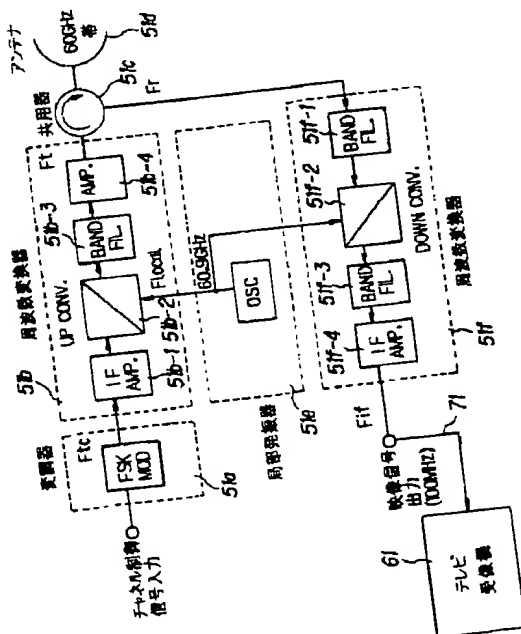 アンテナ
60GHz
帯
51d
共用器
51c
Fr
Ft
周波数変換器
51b
UP CONV.
AMP.
51b-4
51b-3
BAND
FIL.
51b-2
IF
AMP.
51b-1
Flocal
60.9GHz
OSC
局部発振器
51e
変調器
Ftc
FSK
MOD
51a
チャネル制御
信号入力
51f-1
BAND
FIL.
51f-2
DOWN CONV.
51f-3
BAND
FIL.
51f-4
IF
AMP.
周波数変換器
51f
Fif
71
映像信号
出力
(100MHz)
61
テレビ
受像機